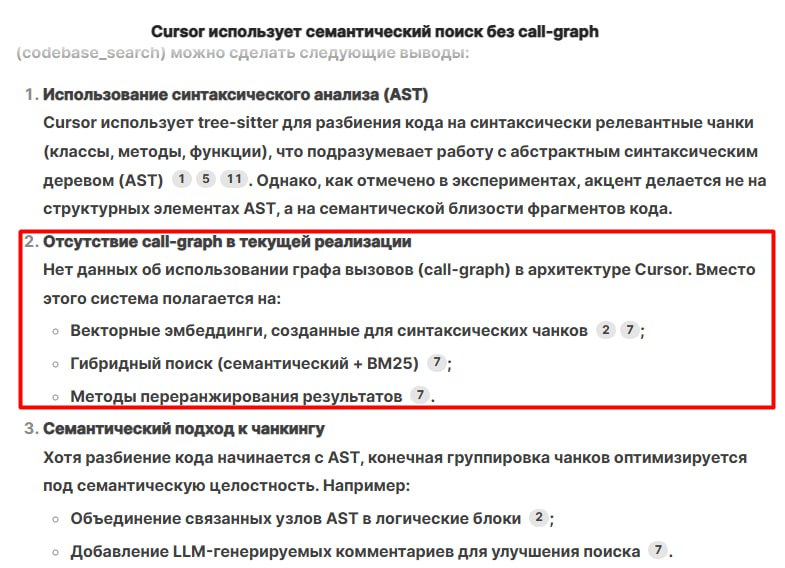 Cursor использует семантический поиск без call-graph
(codebase_search) можно сделать следующие выводы:
1. Использование синтаксического анализа (AST)
Cursor использует tree-sitter для разбиения кода на синтаксически релевантные чанки
(классы, методы, функции), что подразумевает работу с абстрактным синтаксическим
деревом (AST) 1 5 11. Однако, как отмечено в экспериментах, акцент делается не на
структурных элементах AST, а на семантической близости фрагментов кода.
2. Отсутствие call-graph в текущей реализации
Нет данных об использовании графа вызовов (call-graph) в архитектуре Cursor. Вместо
этого система полагается на:
◦ Векторные эмбеддинги, созданные для синтаксических чанков 2 7;
◦ Гибридный поиск (семантический + BM25) 7;
◦ Методы переранжирования результатов 7.
3. Семантический подход к чанкингу
Хотя разбиение кода начинается с AST, конечная группировка чанков оптимизируется
под семантическую целостность. Например:
◦ Объединение связанных узлов AST в логические блоки 2;
◦ Добавление LLM-генерируемых комментариев для улучшения поиска 7.